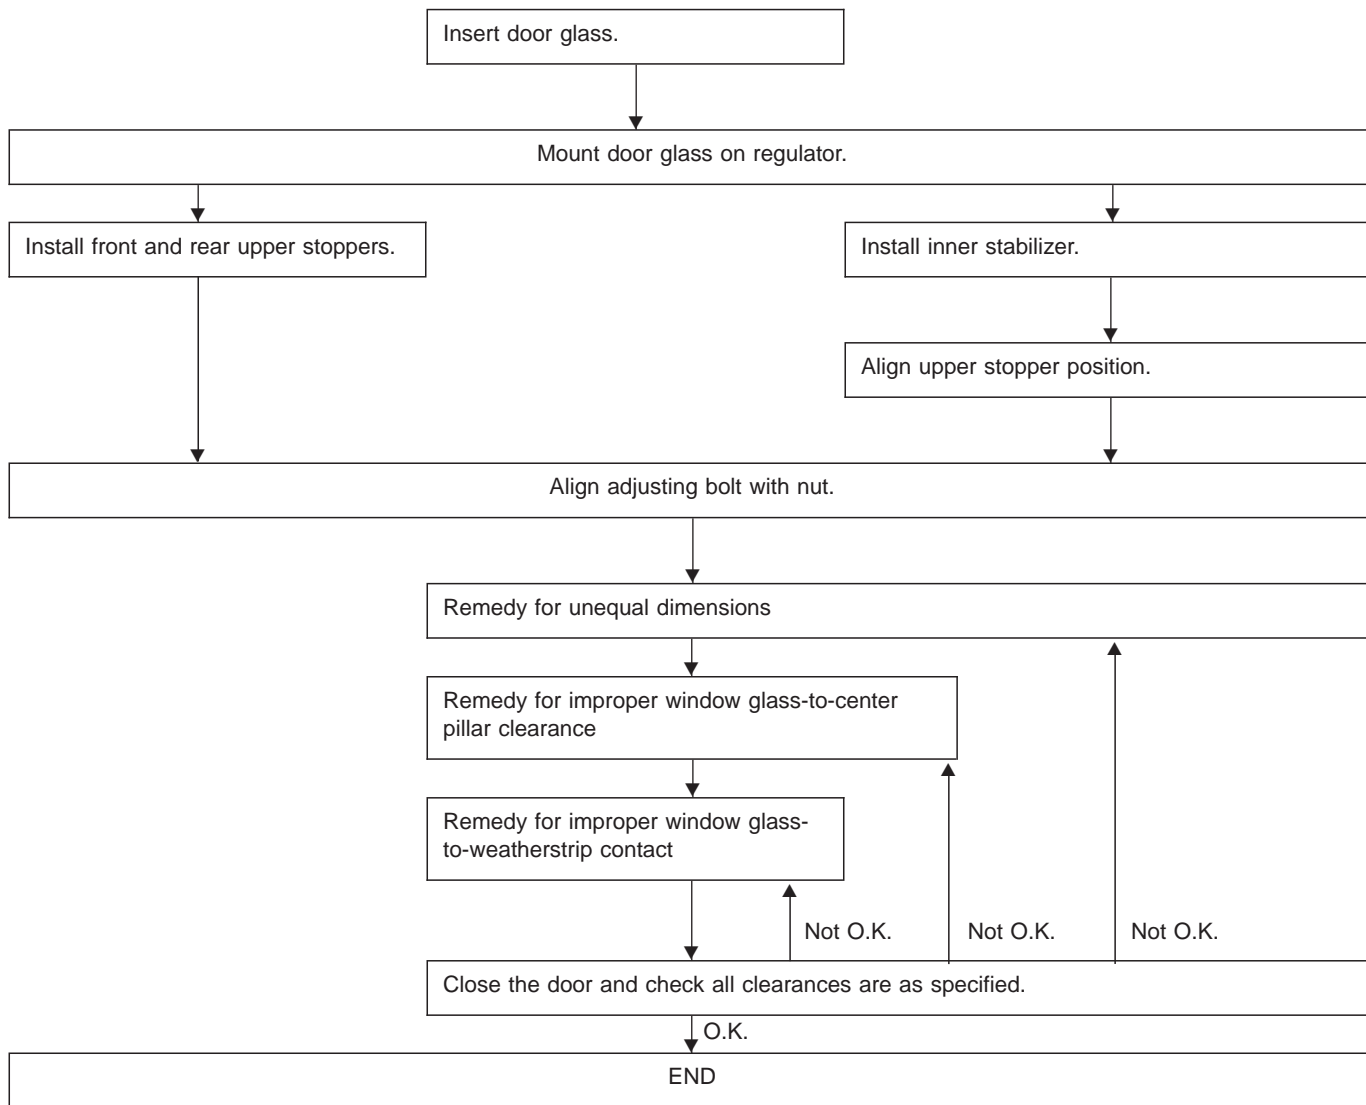 Insert door glass.
Mount door glass on regulator.
Install front and rear upper stoppers.
Install inner stabilizer.
Align upper stopper position.
Align adjusting bolt with nut.
Remedy for unequal dimensions
Remedy for improper window glass-to-center
pillar clearance
Remedy for improper window glass-
to-weatherstrip contact
Not O.K.
Not O.K.
Not O.K.
Close the door and check all clearances are as specified.
O.K.
END